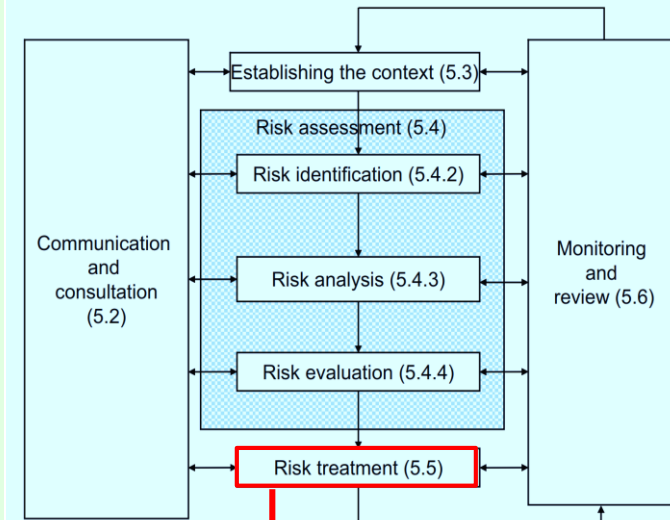 Establishing the context (5.3)
Risk assessment (5.4)
Risk identification (5.4.2)
Communication
and
consultation
(5.2)
Risk analysis (5.4.3)
Monitoring
and
review (5.6)
Risk evaluation (5.4.4)
Risk treatment (5.5)